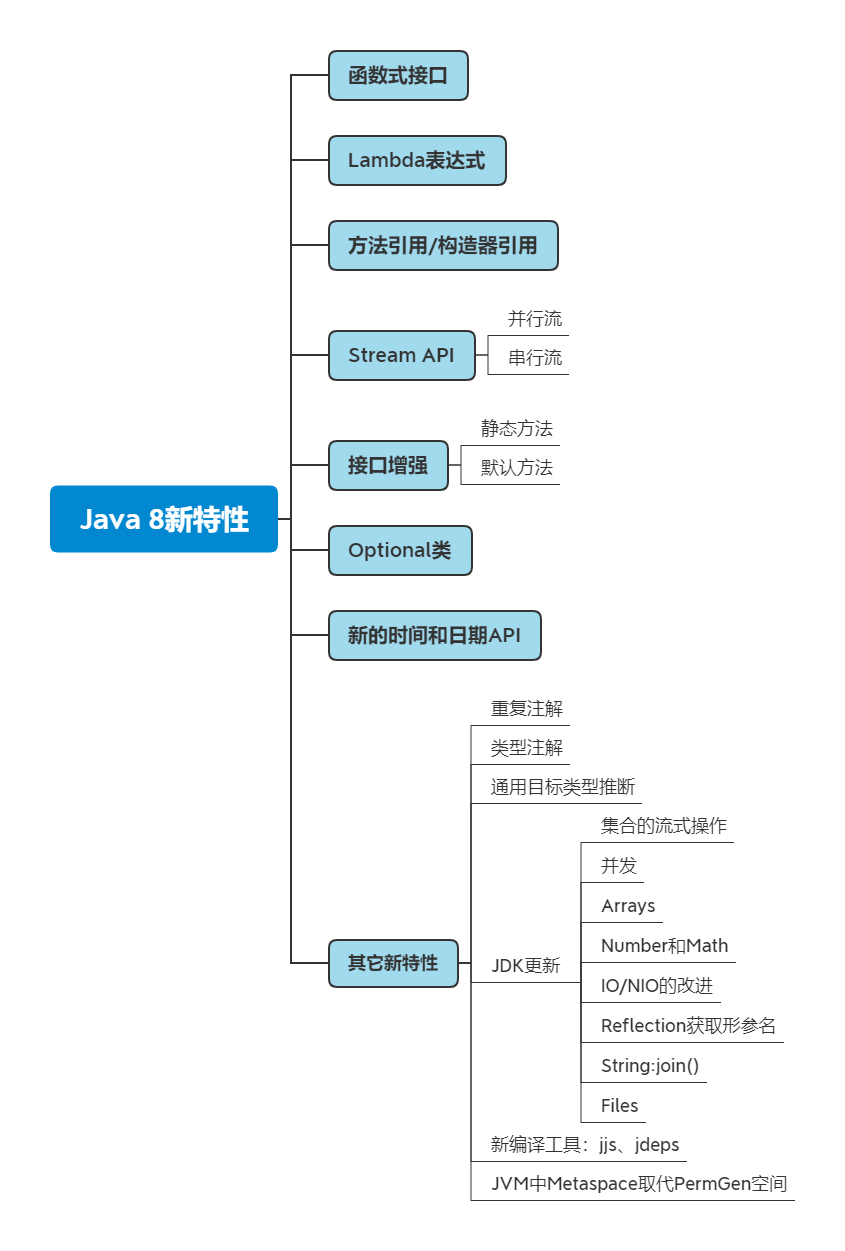 函数式接口
Lambda表达式
方法引用/构造器引用
并行流
Stream API
串行流
静态方法
接口增强
默认方法
Java 8新特性
Optional类
新的时间和日期API
重复注解
类型注解
通用目标类型推断
集合的流式操作
并发
Arrays
Number和Math
其它新特性
JDK更新
IO/NIO的改进
Reflection获取形参名
String:join()
Files
新编译工具：jjs、jdeps
JVM中Metaspace取代PermGen空间